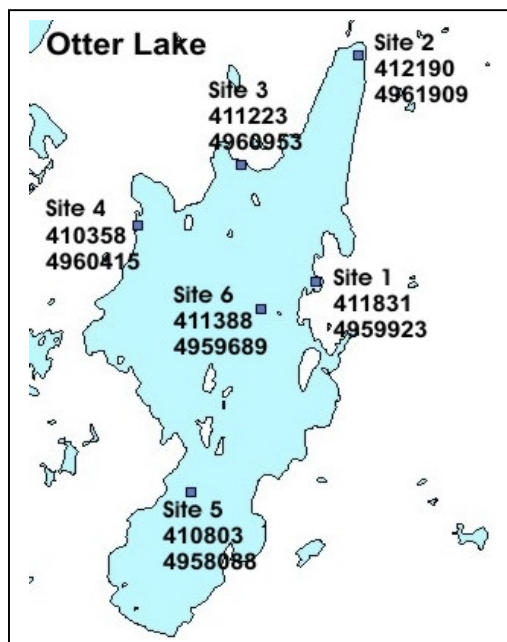 Otter Lake
Site 2
412190
4961909
Site 3
411223
4960953
Site 4
410358
4960415
Site 1
411831
4959923
Site 6
411388
4959689
Site 5
410803
4958088